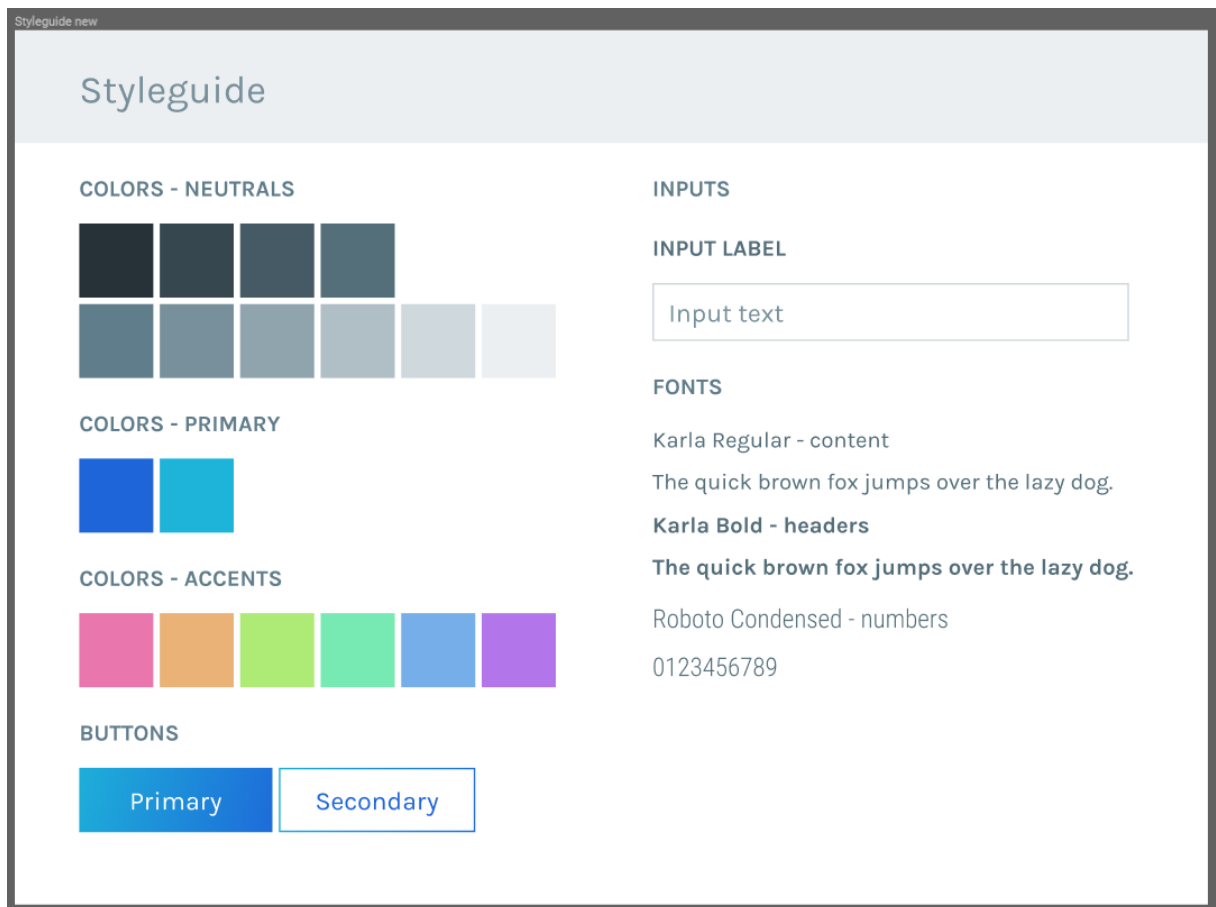 Styleguide new
Styleguide
COLORS - NEUTRALS
COLORS - PRIMARY
COLORS - ACCENTS
BUTTONS
Primary
Secondary
INPUTS
INPUT LABEL
Input text
FONTS
Karla Regular - content
The quick brown fox jumps over the lazy dog.
Karla Bold - headers
The quick brown fox jumps over the lazy dog.
Roboto Condensed - numbers
0123456789